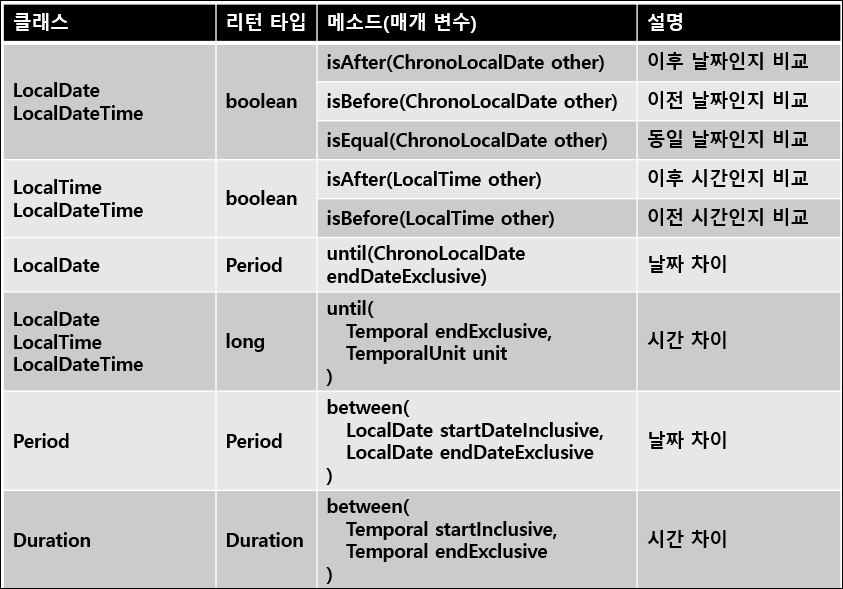 클래스 리턴 타입 메소드(매개 변수) 설명
LocalDate
LocalDateTime
boolean
isAfter(ChronoLocalDate other) 이후 날짜인지 비교
isBefore(ChronoLocalDate other) 이전 날짜인지 비교
isEqual(ChronoLocalDate other) 동일 날짜인지 비교
LocalTime
LocalDateTime
boolean
isAfter(LocalTime other) 이후 시간인지 비교
isBefore(LocalTime other) 이전 시간인지 비교
LocalDate
Period
until(ChronoLocalDate
endDateExclusive)
날짜 차이
LocalDate
LocalTime
LocalDateTime
long
until(
Temporal endExclusive,
TemporalUnit unit
)
시간 차이
Period
Period
between(
LocalDate startDateInclusive,
LocalDate endDateExclusive
)
날짜 차이
Duration
Duration
between(
Temporal startInclusive,
Temporal endExclusive
)
시간 차이